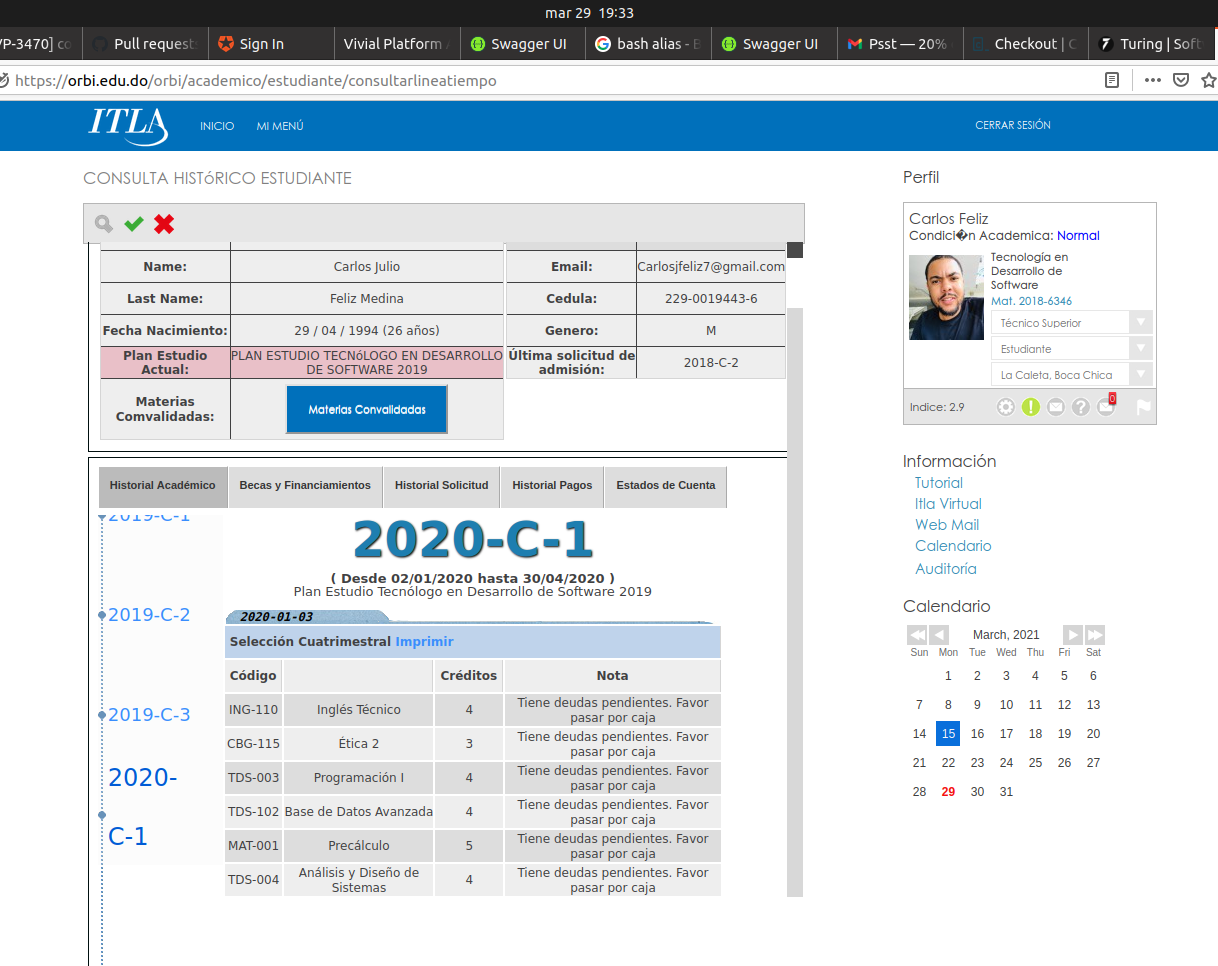 mar 29 19:33
VP-3470] co
Pull request
Sign In
Vivial Platform
Swagger UI
bash alias - B
Swagger UI
Psst — 20%
Checkout | C
Turing | Soft
https://orbi.edu.do/orbi/academico/estudiante/consultarlineatiempo
ITLA
INICIO
MI MENÚ
CERRAR SESIÓN
CONSULTA HISTóRICO ESTUDIANTE
Name:
Carlos Julio
Email:
Carlosjfeliz7@gmail.com
Last Name:
Feliz Medina
Cedula:
229-0019443-6
Fecha Nacimiento:
29 / 04 / 1994 (26 años)
Genero:
M
Plan Estudio
Actual:
PLAN ESTUDIO TECNóLOGO EN DESARROLLO
DE SOFTWARE 2019
Última solicitud de
admisión:
2018-C-2
Materias
Comvalidadas:
Materias Convalidadas
Historial Académico
Becas y Financiamientos
Historial Solicitud
Historial Pagos
Estados de Cuenta
2019-C-1
2019-C-2
2019-C-3
2020-
C-1
2020-C-1
( Desde 02/01/2020 hasta 30/04/2020 )
Plan Estudio Tecnólogo en Desarrollo de Software 2019
2020-01-03
Selección Cuatrimestral Imprimir
Código
Créditos
Nota
ING-110
Inglés Técnico
4
Tiene deudas pendientes. Favor
pasar por caja
CBG-115
Ética 2
3
Tiene deudas pendientes. Favor
pasar por caja
TDS-003
Programación I
4
Tiene deudas pendientes. Favor
pasar por caja
TDS-102
Base de Datos Avanzada
4
Tiene deudas pendientes. Favor
pasar por caja
MAT-001
Precálculo
5
Tiene deudas pendientes. Favor
pasar por caja
TDS-004
Análisis y Diseño de
Sistemas
4
Tiene deudas pendientes. Favor
pasar por caja
Perfil
Carlos Feliz
Condici�n Academica: Normal
Tecnología en
Desarrollo de
Software
Mat. 2018-6346
Técnico Superior
Estudiante
La Caleta, Boca Chica
Indice: 2.9
0
Información
Tutorial
Itla Virtual
Web Mail
Calendario
Auditoría
Calendario
March, 2021
Sun Mon Tue Wed Thu Fri Sat
1 2 3 4 5 6
7 8 9 10 11 12 13
14 15 16 17 18 19 20
21 22 23 24 25 26 27
28 29 30 31